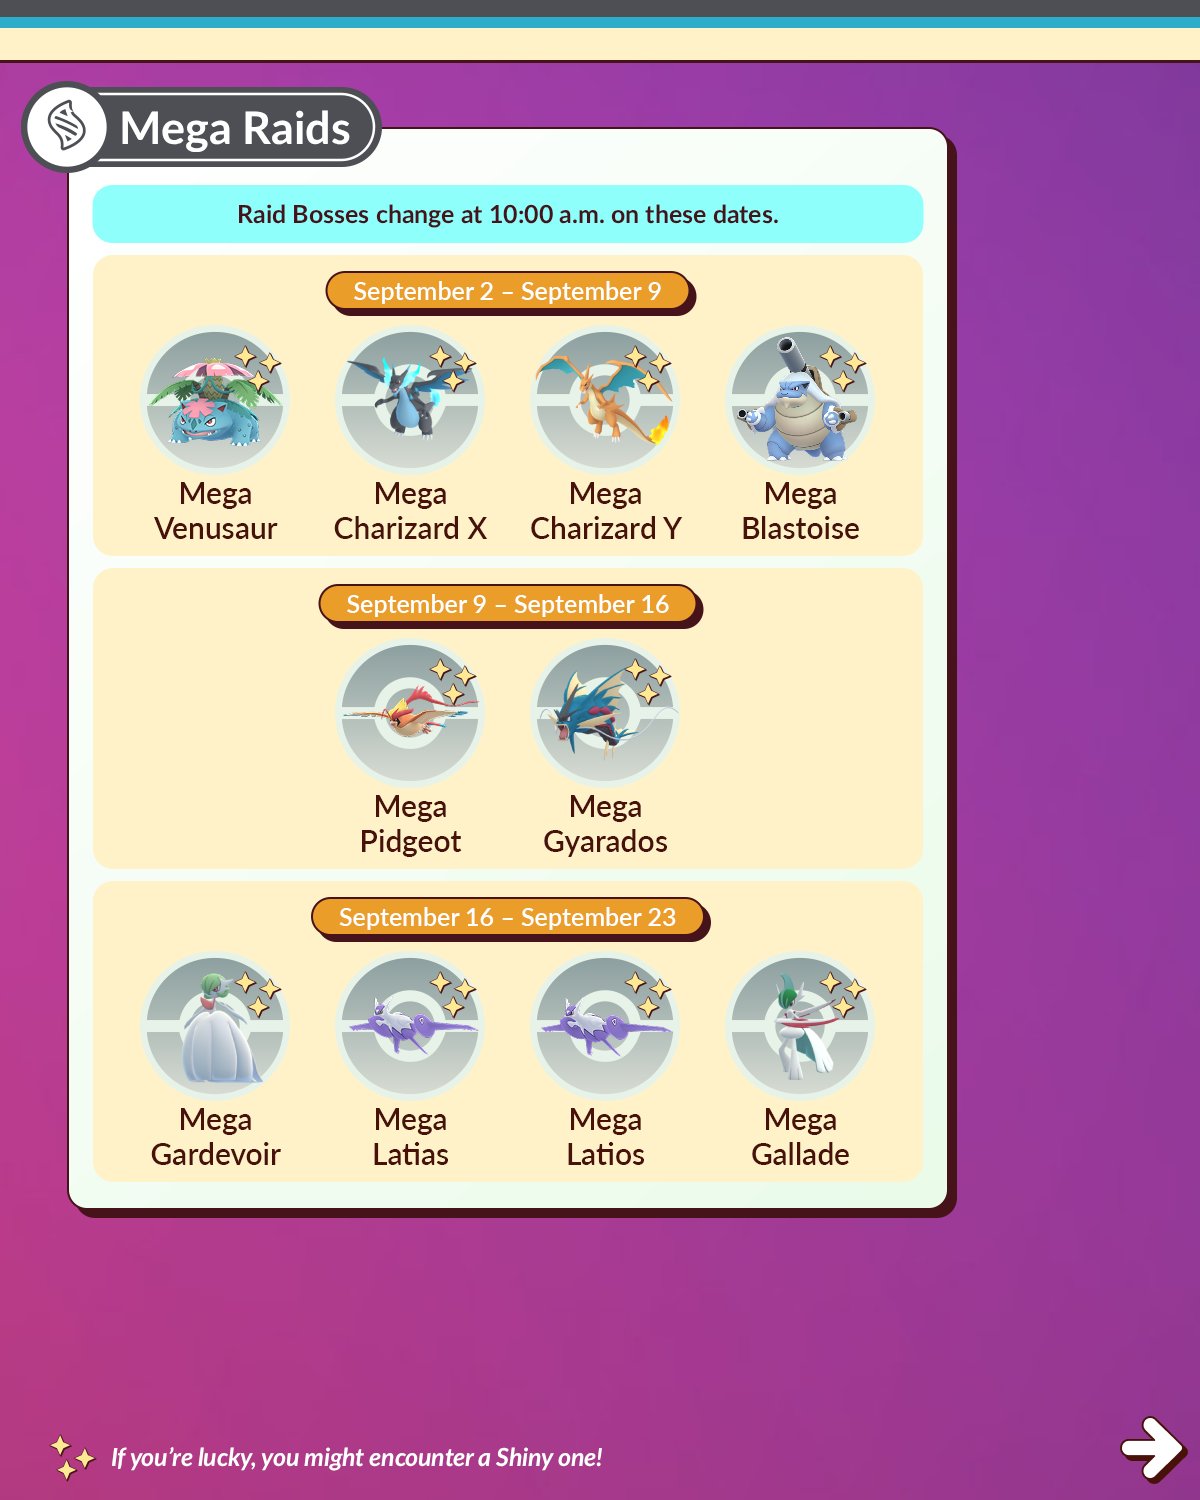 Mega Raids
Raid Bosses change at 10:00 a.m. on these dates.
September 2 – September 9
Mega
Venusaur
Mega
Charizard X
Mega
Charizard Y
Mega
Blastoise
September 9 – September 16
Mega
Pidgeot
Mega
Gyarados
September 16 – September 23
Mega
Gardevoir
Mega
Latias
Mega
Latios
Mega
Gallade
If you’re lucky, you might encounter a Shiny one!